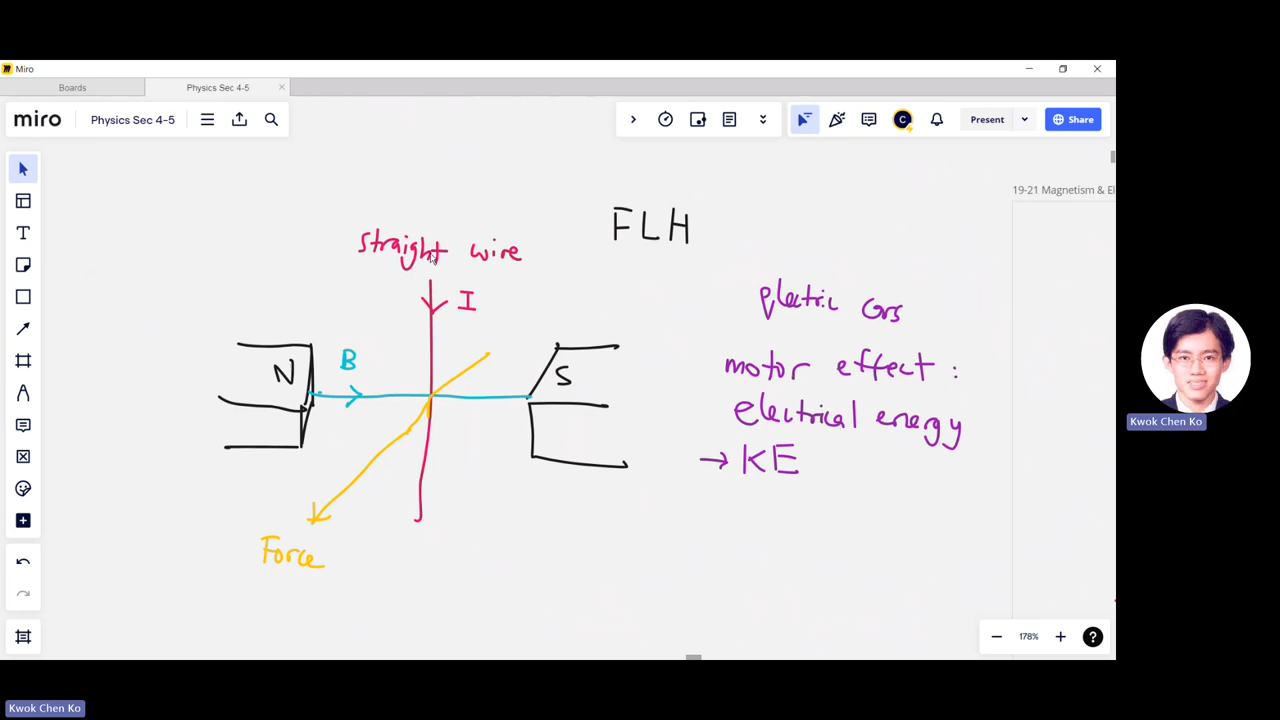 Miro
Boards
Physics Sec 4-5
miro
Physics Sec 4-5
Present
Share
19-21 Magnetism & El
FLH
straight wire
I
electric cars
B
N
S
motor effect :
electrical energy
→ KE
Force
178%
Kwok Chen Ko
Kwok Chen Ko
C
T
A
?